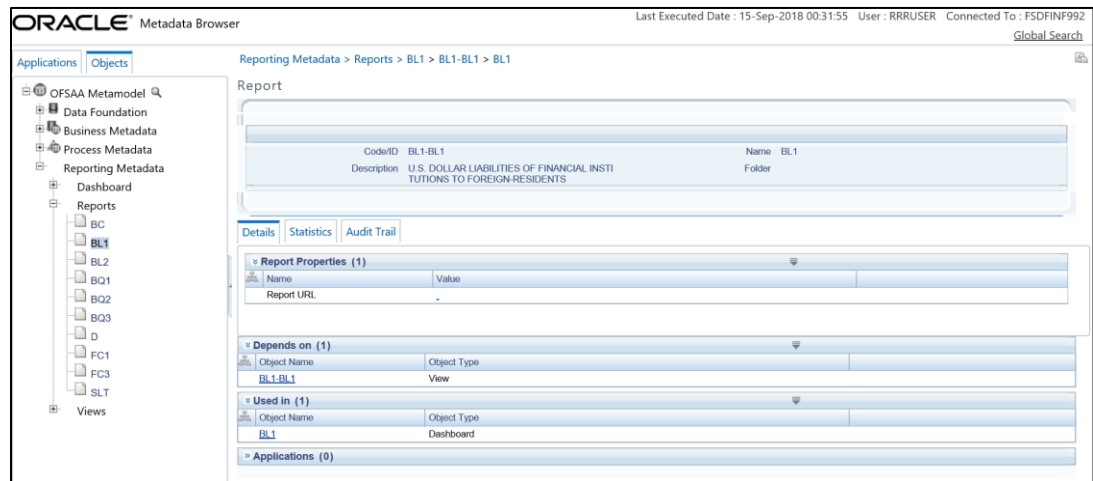 ORACLE® Metadata Browser
Last Executed Date : 15-Sep-2018 00:31:55 User : RRRUSER Connected To : FSDFINF992
Global Search
Applications Objects
OFSAA Metamodel
Data Foundation
Business Metadata
Process Metadata
Reporting Metadata
Dashboard
Reports
BC
BL1
BL2
BQ1
BQ2
BQ3
D
FC1
FC3
SLT
Views
Reporting Metadata > Reports > BL1 > BL1-BL1 > BL1
Report
Code/ID BL1-BL1 Name BL1
Description U.S. DOLLAR LIABILITIES OF FINANCIAL INSTI Folder
TUTIONS TO FOREIGN-RESIDENTS
Details Statistics Audit Trail
Report Properties (1)
Name Value
Report URL -
Depends on (1)
Object Name Object Type
BL1-BL1 View
Used in (1)
Object Name Object Type
BL1 Dashboard
Applications (0)